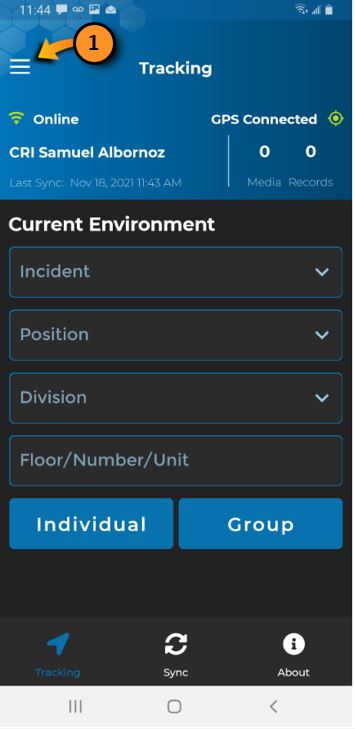 11:44
1
Tracking
Online
GPS Connected
CRI Samuel Albornoz
0 0
Last Sync: Nov 18, 2021 11:43 AM
Media Records
Current Environment
Incident
Position
Division
Floor/Number/Unit
Individual
Group
Tracking
Sync
About